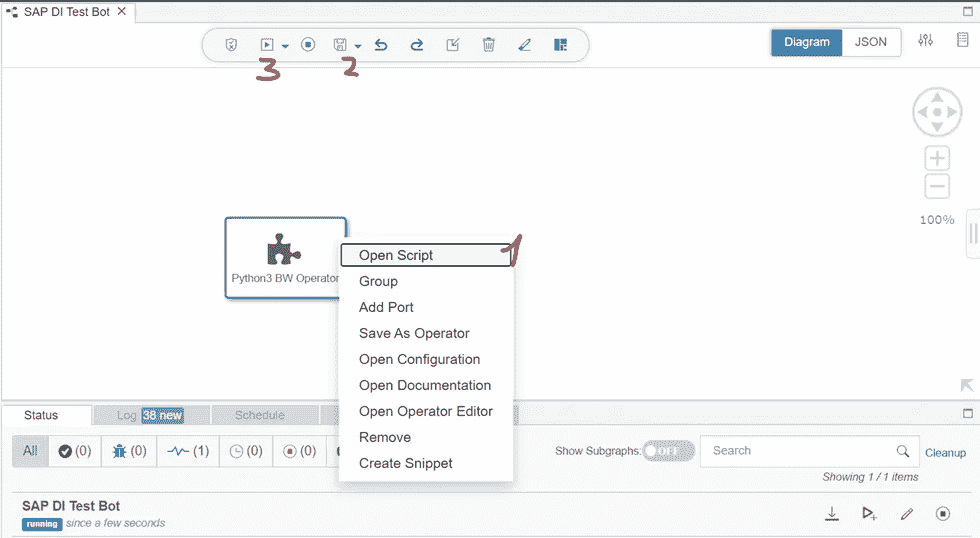 SAP DI Test Bot
Diagram
JSON
3
2
100%
Python3 BW Operator
1
Open Script
Group
Add Port
Save As Operator
Open Configuration
Open Documentation
Open Operator Editor
Remove
Create Snippet
Status
Log 38 new
Schedule
All (0) (0) (1) (0) (0)
Show Subgraphs: OFF
Search
Cleanup
Showing 1 / 1 items
SAP DI Test Bot
running since a few seconds